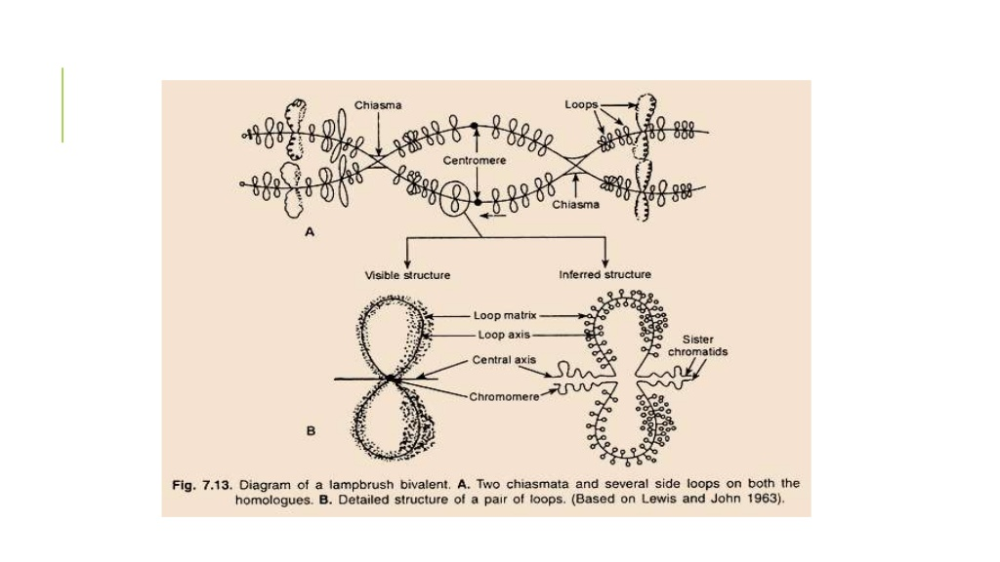 Chiasma
Loops
Centromere
Chiasma
A
Visible structure
Inferred structure
Loop matrix
Loop axis
Sister
chromatids
Central axis
Chromomere
B
Fig. 7.13. Diagram of a lampbrush bivalent. A. Two chiasmata and several side loops on both the
homologues. B. Detailed structure of a pair of loops. (Based on Lewis and John 1963).